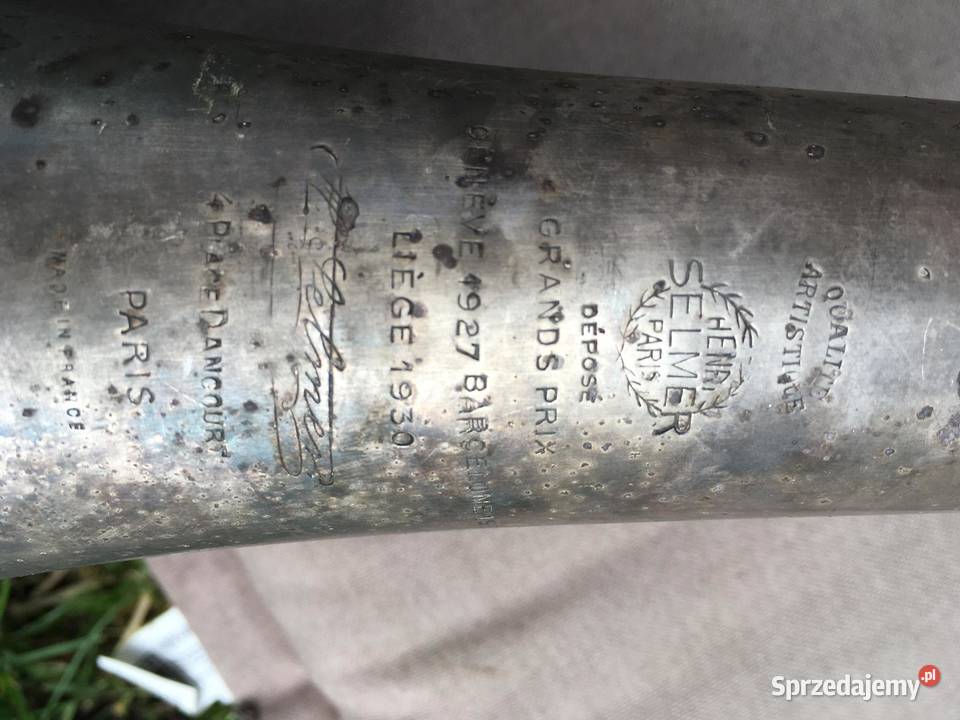 QUALITÉ
ARTISTIQUE
HENRI
SELMER
PARIS
DÉPOSÉ
GRANDS PRIX
GENÈVE 1927 BARCELONE
LIÈGE 1930
Selmer
4 PLACE DANCOURT
PARIS
MADE IN FRANCE
Sprzedajemy.pl